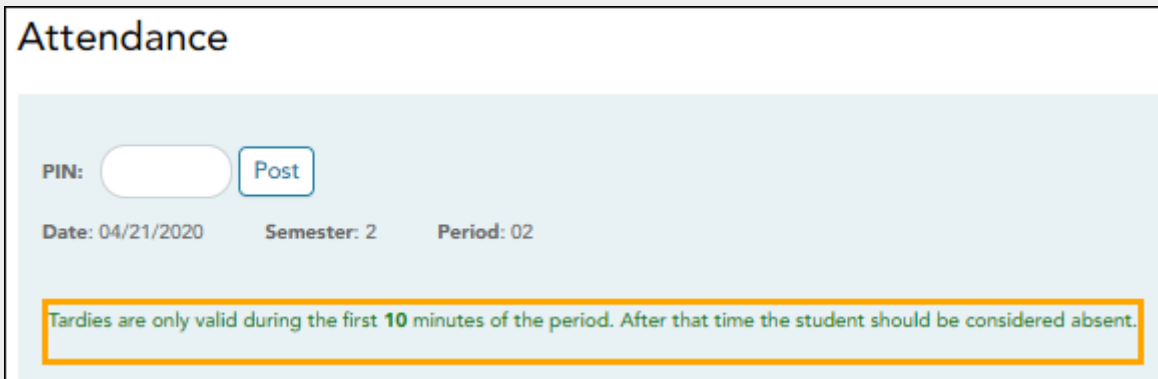 Attendance
PIN: Post
Date: 04/21/2020 Semester: 2 Period: 02
Tardies are only valid during the first 10 minutes of the period. After that time the student should be considered absent.